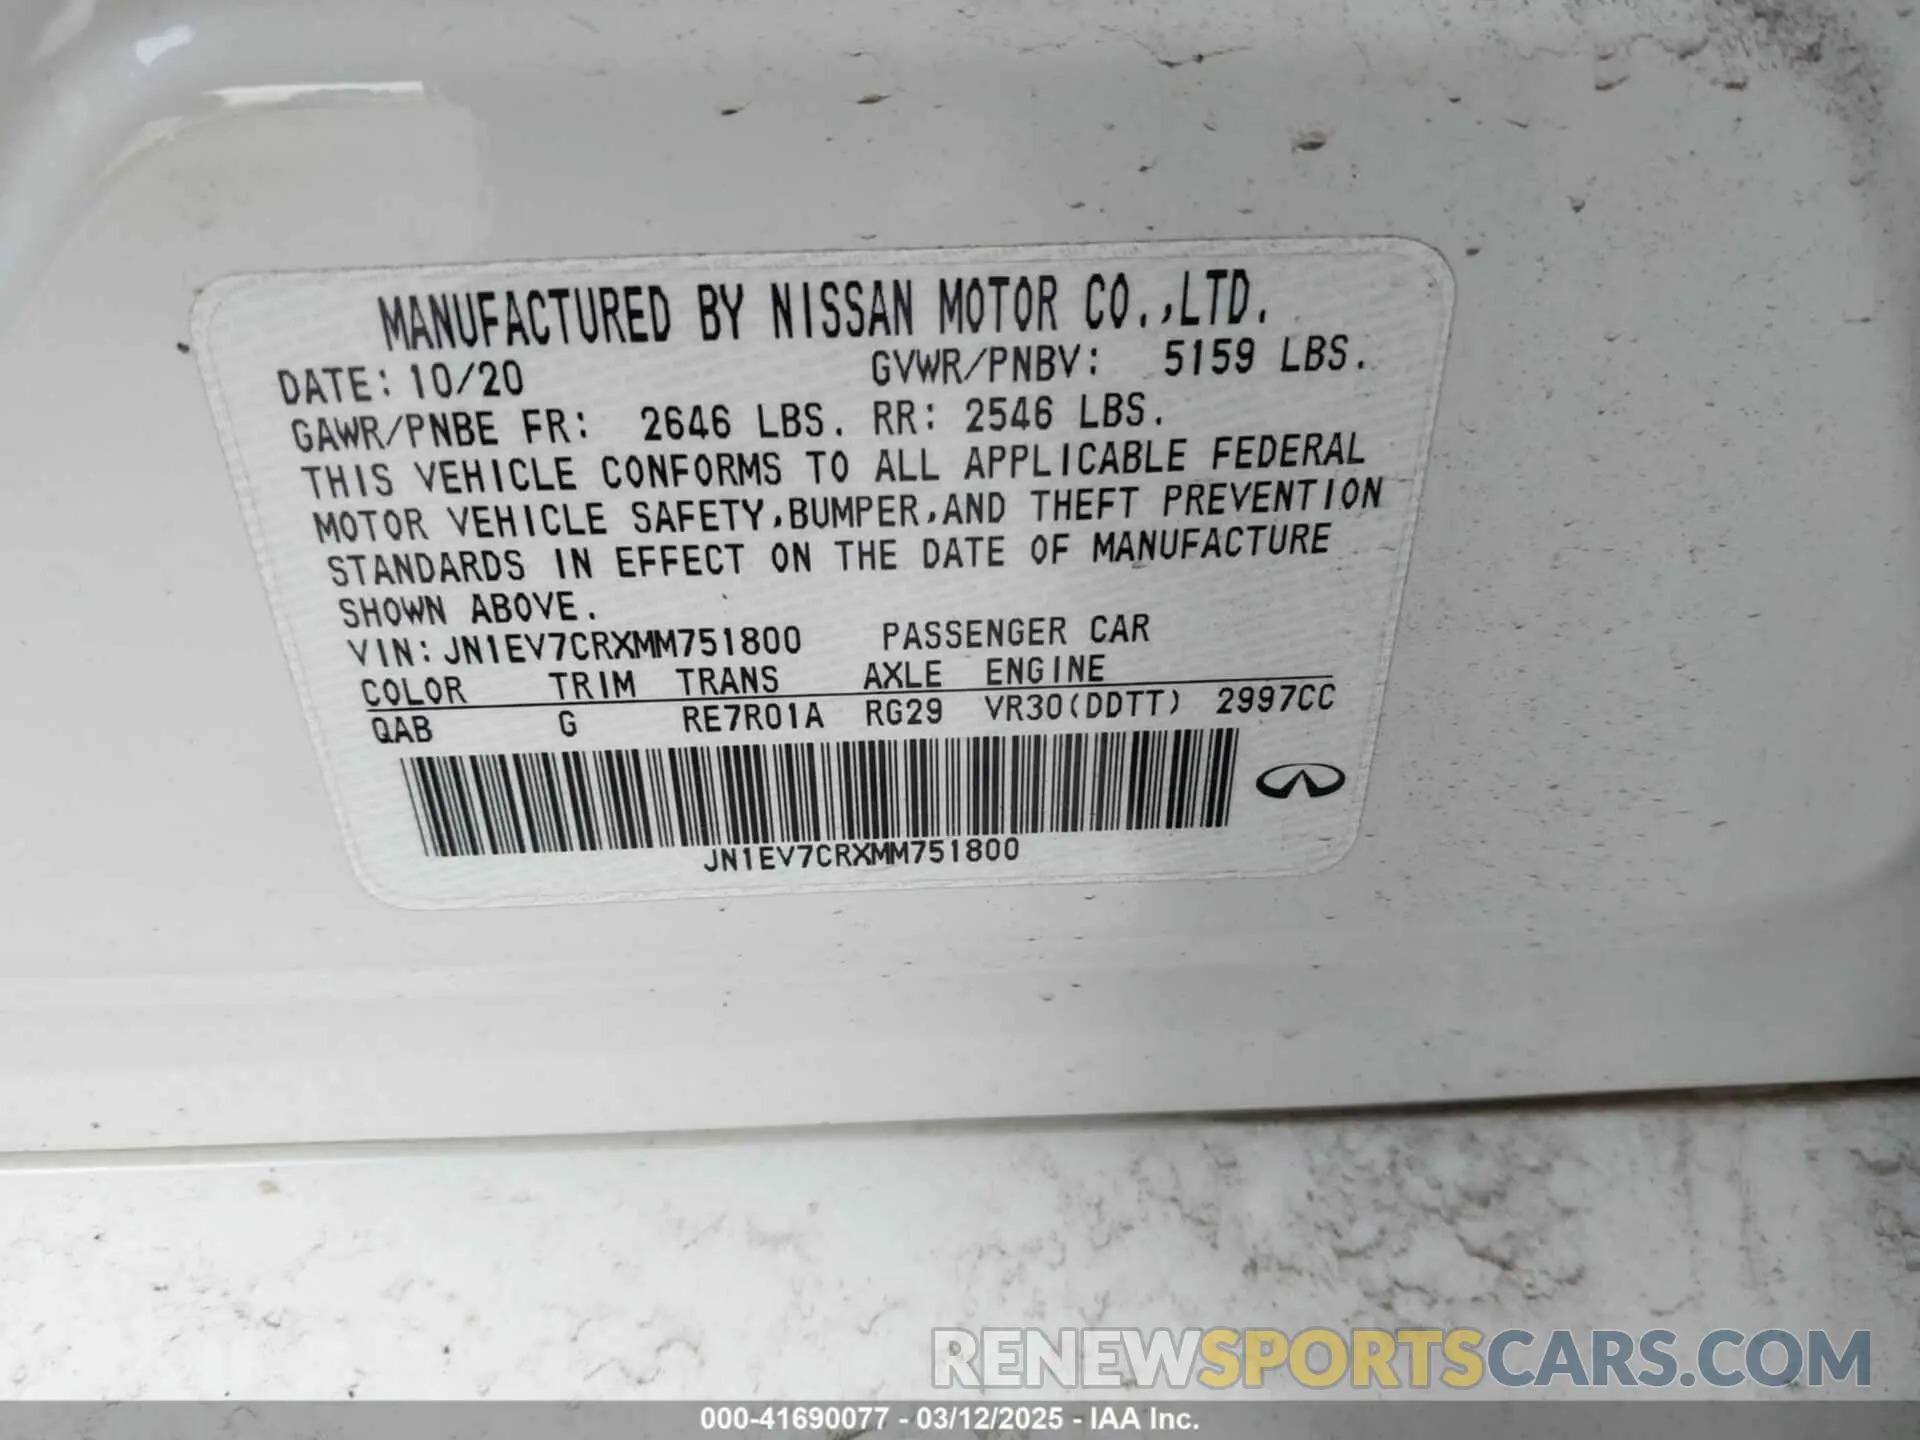 MANUFACTURED BY NISSAN MOTOR CO.,LTD.
DATE: 10/20 GVWR/PNBV: 5159 LBS.
GAWR/PNBE FR: 2646 LBS. RR: 2546 LBS.
THIS VEHICLE CONFORMS TO ALL APPLICABLE FEDERAL
MOTOR VEHICLE SAFETY,BUMPER,AND THEFT PREVENTION
STANDARDS IN EFFECT ON THE DATE OF MANUFACTURE
SHOWN ABOVE.
VIN: JN1EV7CRXMM751800 PASSENGER CAR
COLOR TRIM TRANS AXLE ENGINE
QAB G RE7R01A RG29 VR30(DDTT) 2997CC
JN1EV7CRXMM751800
RENEWSPORTSCARS.COM
000-41690077 - 03/12/2025 - IAA Inc.